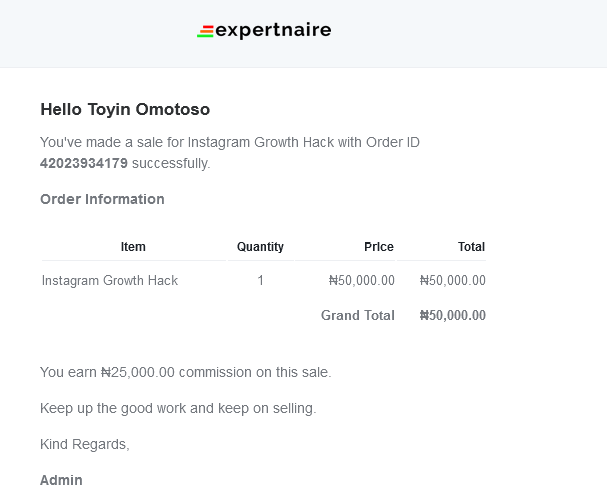 expertnaire
Hello Toyin Omotoso
You've made a sale for Instagram Growth Hack with Order ID
42023934179 successfully.
Order Information
Item Quantity Price Total
Instagram Growth Hack 1 ₦50,000.00 ₦50,000.00
Grand Total ₦50,000.00
You earn ₦25,000.00 commission on this sale.
Keep up the good work and keep on selling.
Kind Regards,
Admin